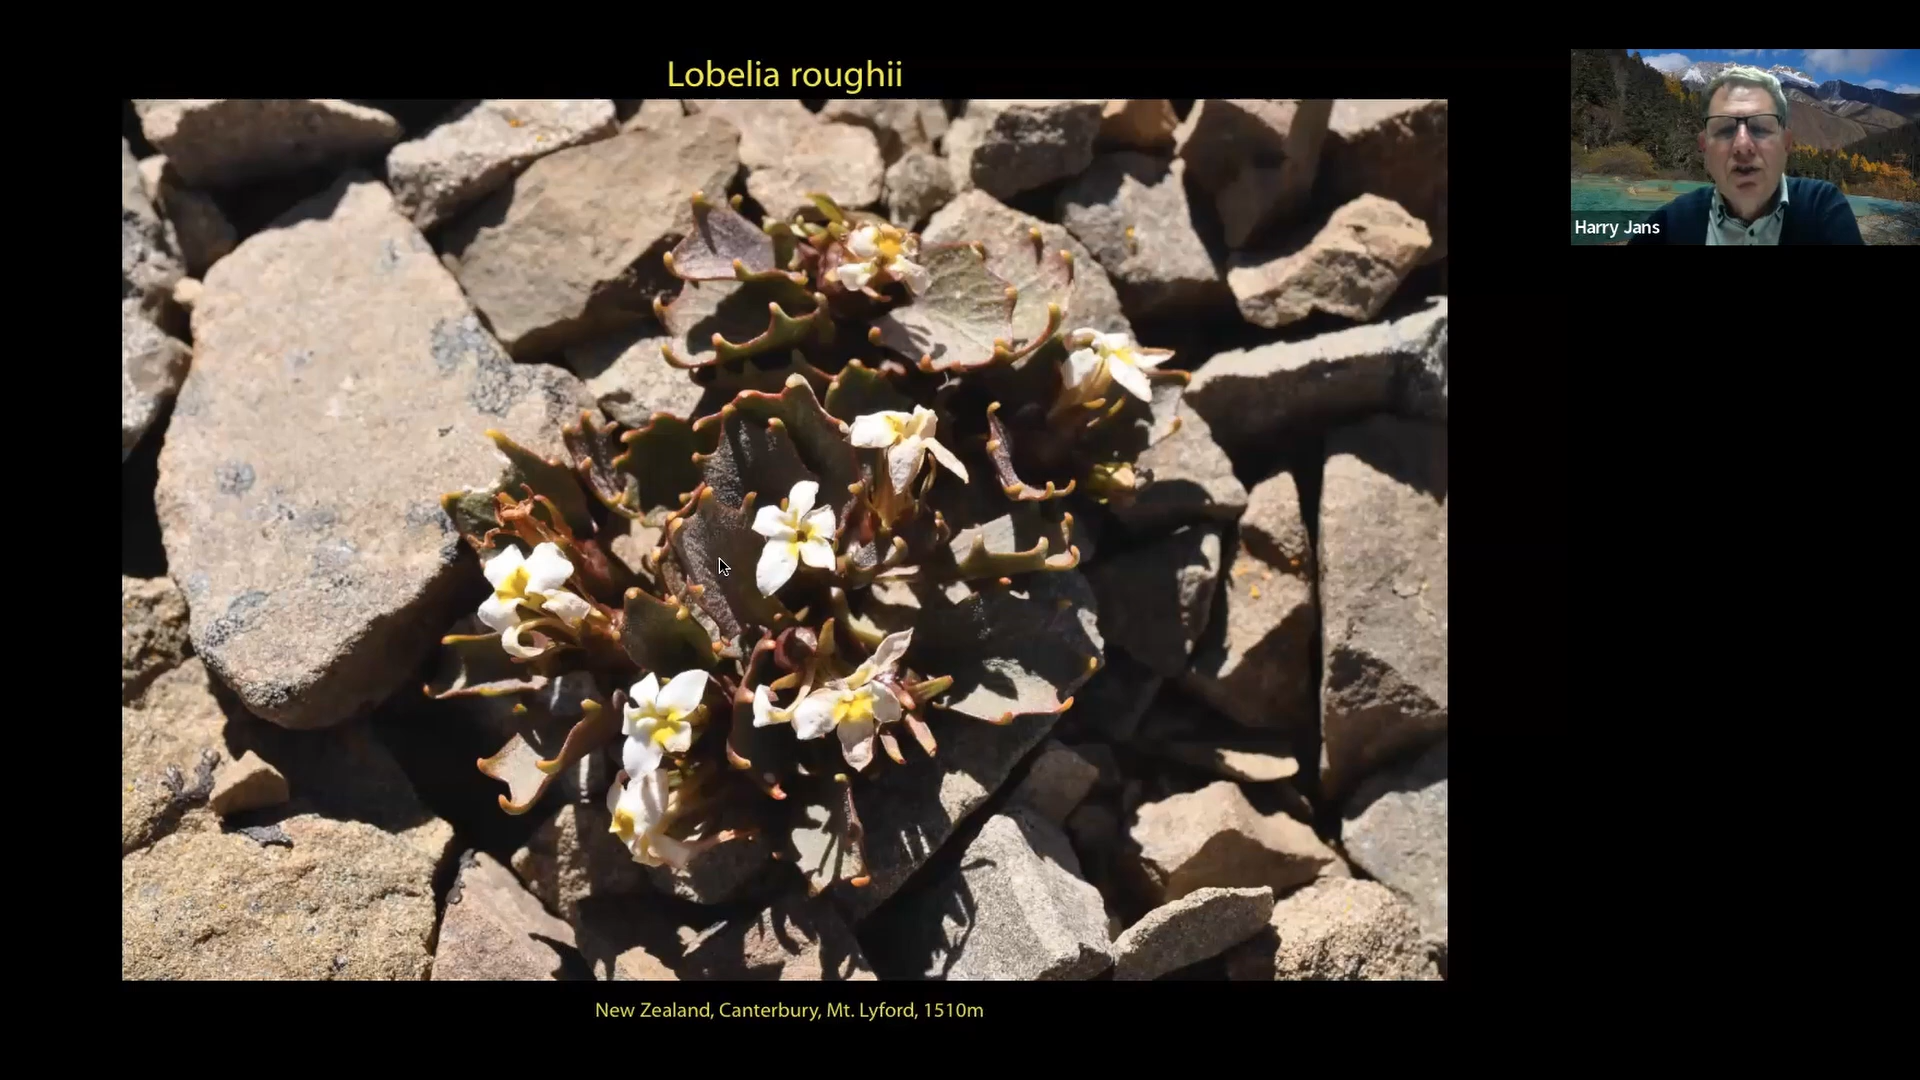 Lobelia roughii
Harry Jans
New Zealand, Canterbury, Mt. Lyford, 1510m